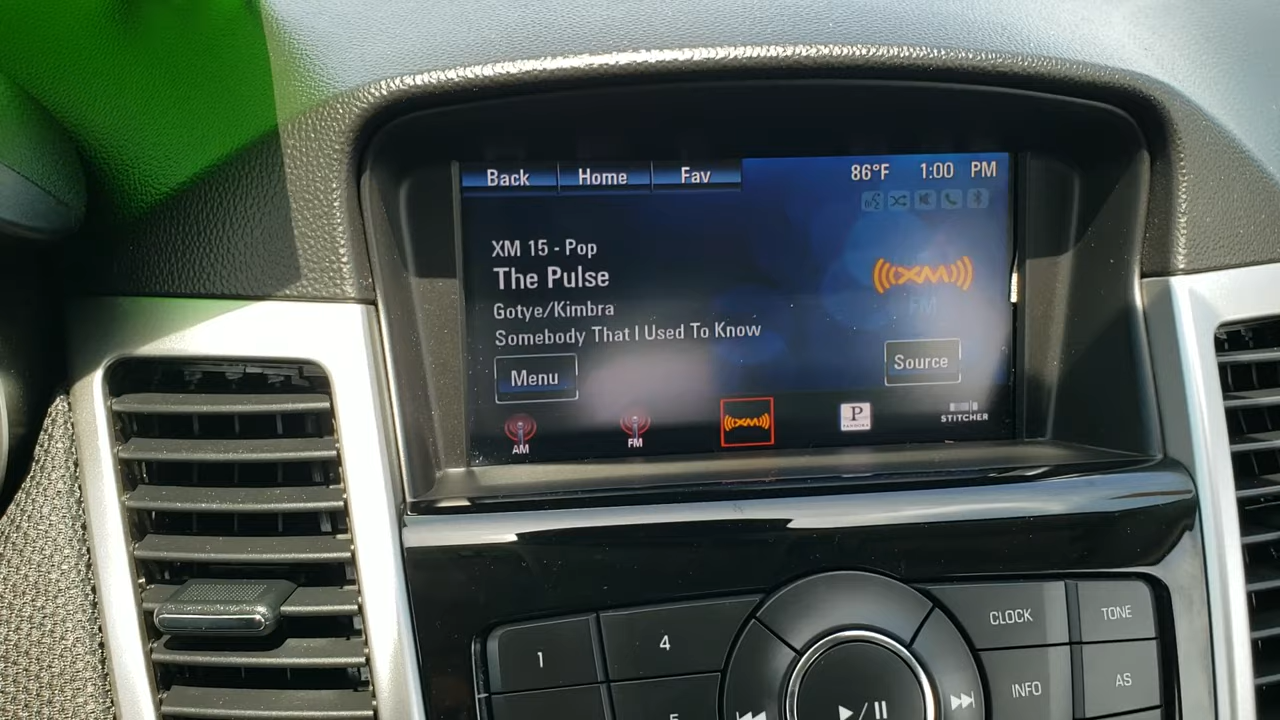 Back Home Fav 86°F 1:00 PM
XM 15 - Pop
The Pulse
Gotye/Kimbra
Somebody That I Used To Know
((XM))
FM
Menu
Source
AM
FM
((XM))
P
PANDORA
STITCHER
1
4
5
CLOCK
TONE
INFO
AS